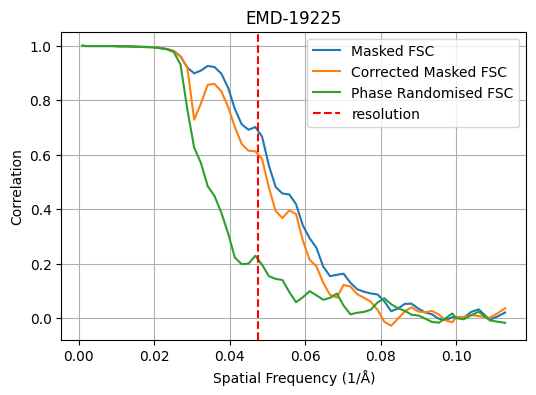 EMD-19225
Masked FSC
Corrected Masked FSC
Phase Randomised FSC
resolution
Correlation
1.0
0.8
0.6
0.4
0.2
0.0
0.00 0.02 0.04 0.06 0.08 0.10
Spatial Frequency (1/Å)